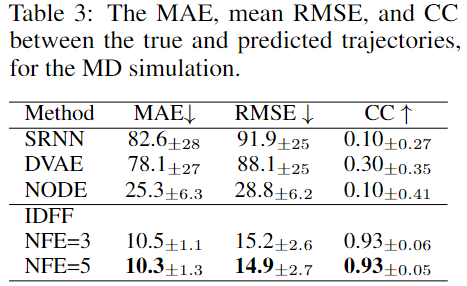 Table 3: The MAE, mean RMSE, and CC
between the true and predicted trajectories,
for the MD simulation.
Method MAE↓ RMSE ↓ CC ↑
SRNN 82.6±28 91.9±25 0.10±0.27
DVAE 78.1±27 88.1±25 0.30±0.35
NODE 25.3±6.3 28.8±6.2 0.10±0.41
IDFF
NFE=3 10.5±1.1 15.2±2.6 0.93±0.06
NFE=5 10.3±1.3 14.9±2.7 0.93±0.05